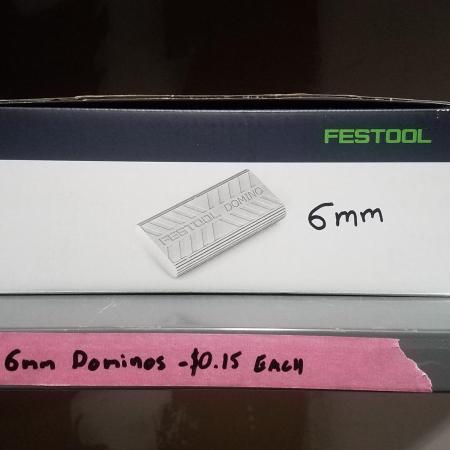 FESTOOL
FESTOOL DOMINO
6mm
6mm Dominos - $0.15 EACH